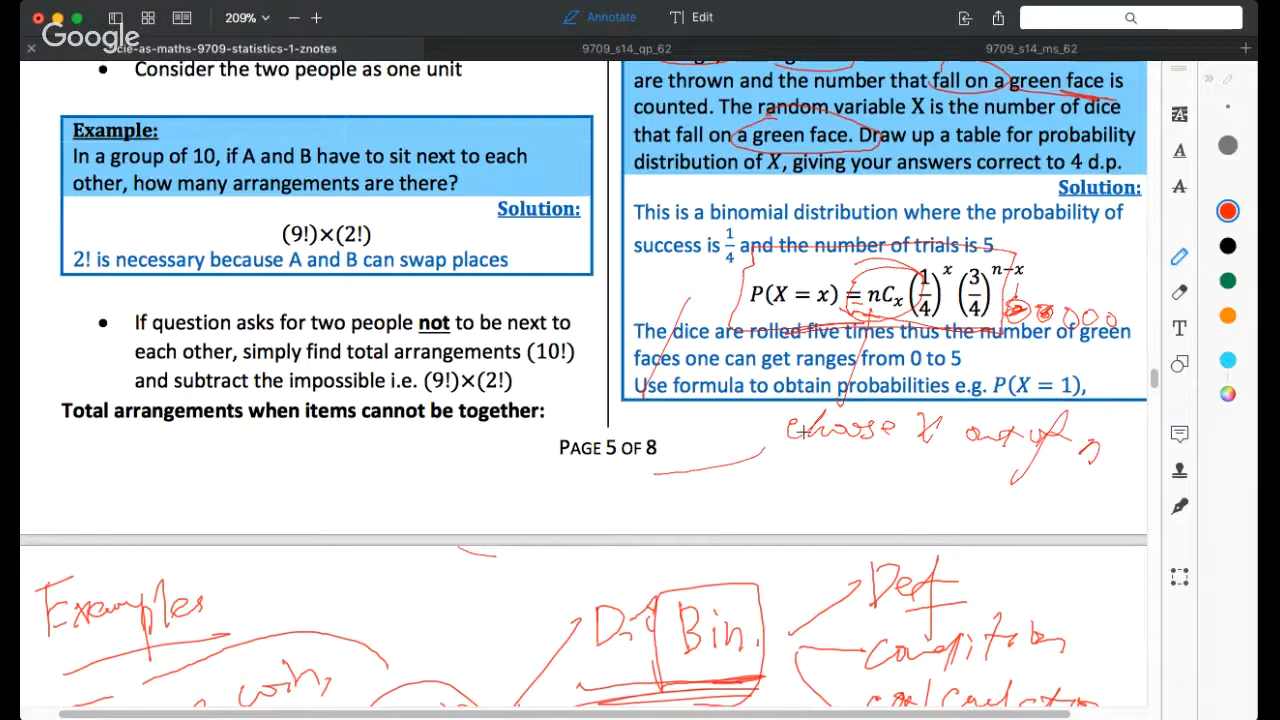 209%
Annotate
Edit
Google
cie-as-maths-9709-statistics-1-znotes
9709_s14_qp_62
9709_s14_ms_62
• Consider the two people as one unit
Example:
In a group of 10, if A and B have to sit next to each
other, how many arrangements are there?
Solution:
(9!)×(2!)
2! is necessary because A and B can swap places
• If question asks for two people not to be next to
each other, simply find total arrangements (10!)
and subtract the impossible i.e. (9!)×(2!)
Total arrangements when items cannot be together:
are thrown and the number that fall on a green face is
counted. The random variable X is the number of dice
that fall on a green face. Draw up a table for probability
distribution of X, giving your answers correct to 4 d.p.
Solution:
This is a binomial distribution where the probability of
success is 1/4 and the number of trials is 5
P(X = x) = nCₓ (1/4)^x (3/4)^(n−x)
The dice are rolled five times thus the number of green
faces one can get ranges from 0 to 5
Use formula to obtain probabilities e.g. P(X = 1),
choose x out of n
PAGE 5 OF 8
Examples
coin,
Bin.
Def
condition